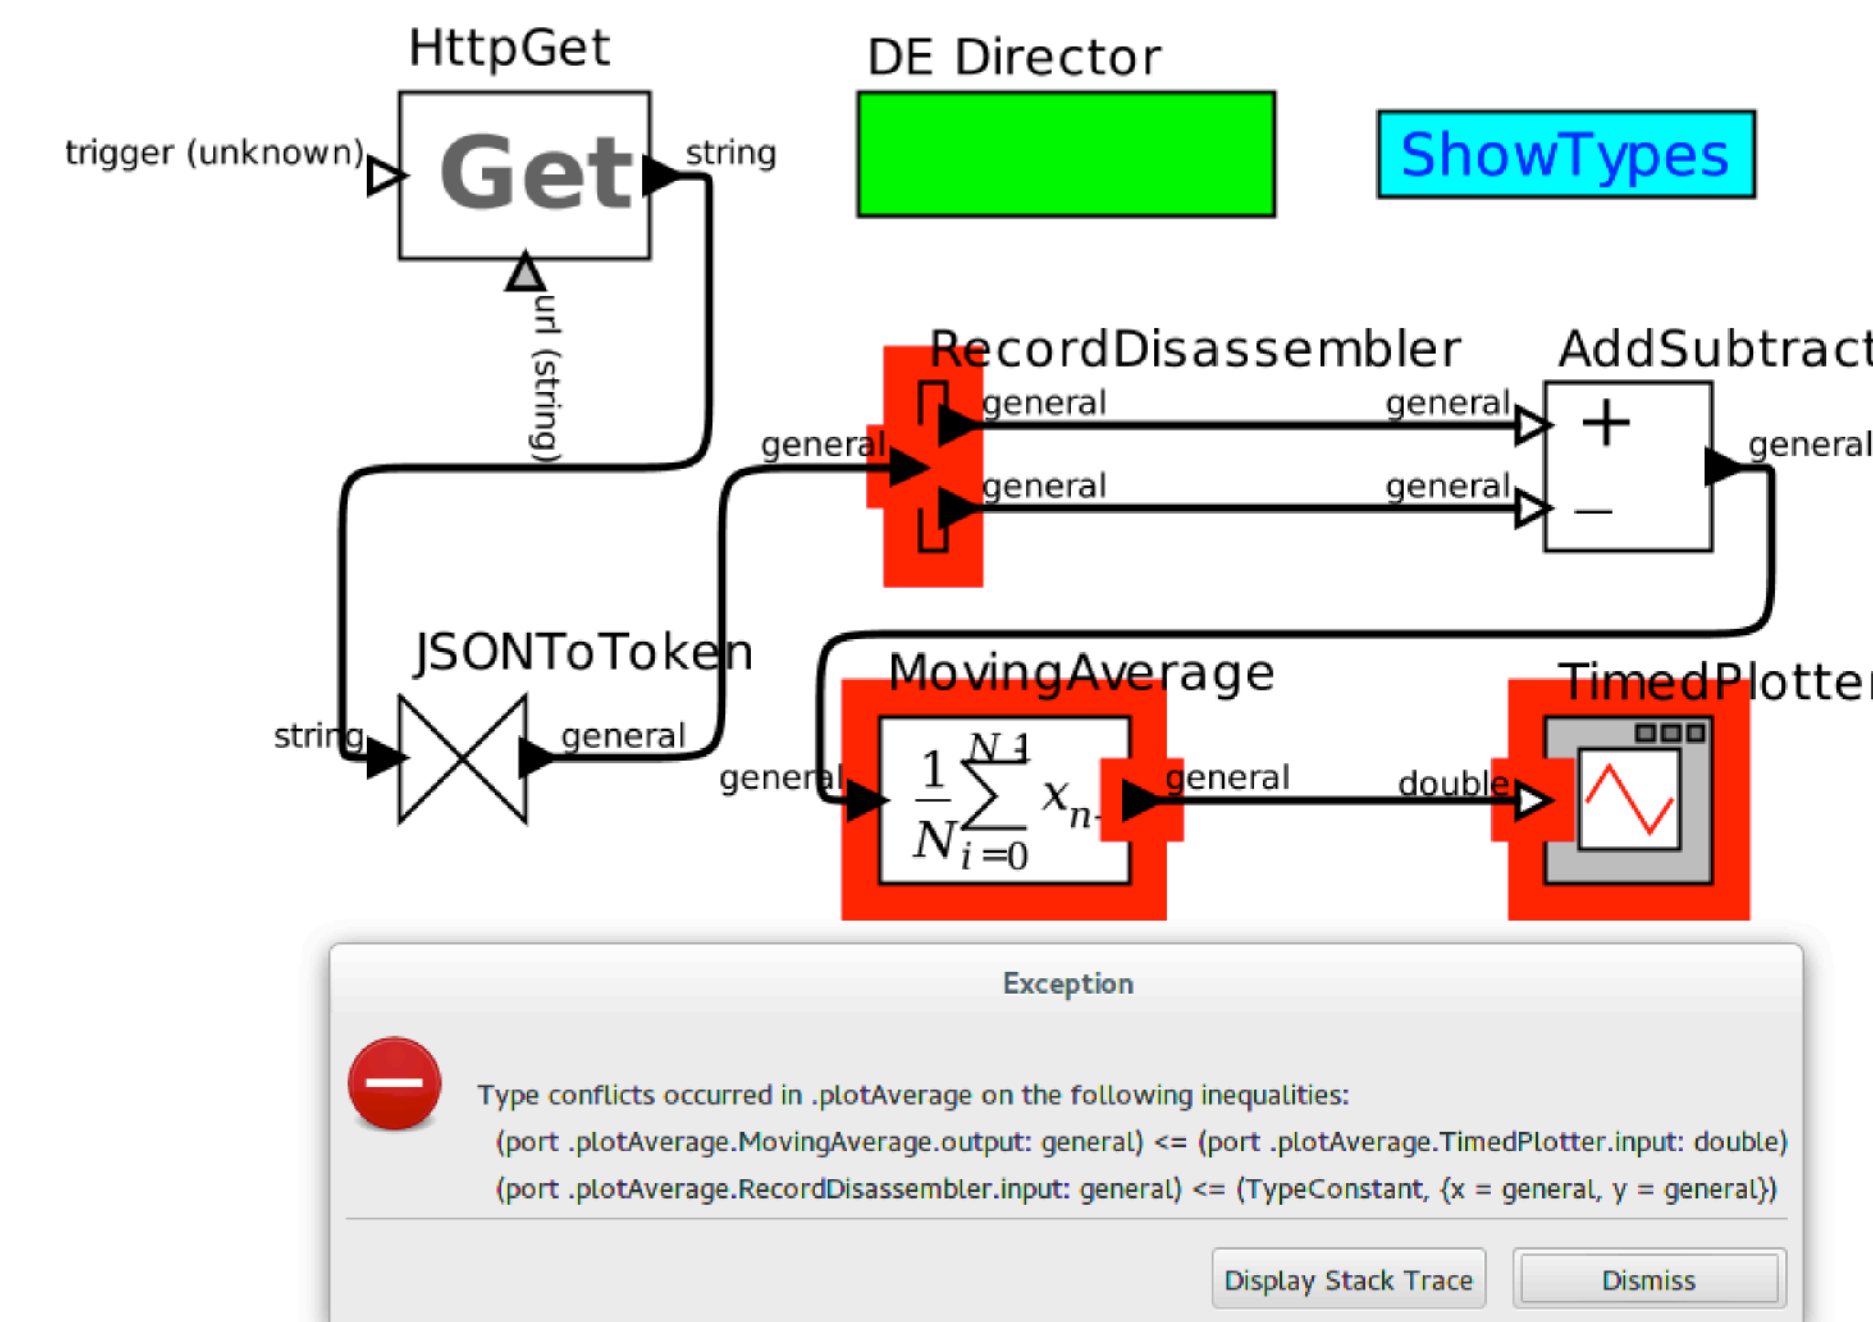 HttpGet
DE Director
trigger (unknown)
Get
string
ShowTypes
url (string)
RecordDisassembler
AddSubtract
general
general
+
general
general
general
general
−
JSONToToken
MovingAverage
string
general
general
1
N
i =0
x
n-
general
double
Exception
Type conflicts occurred in .plotAverage on the following inequalities:
(port .plotAverage.MovingAverage.output: general) <= (port .plotAverage.TimedPlotter.input: double)
(port .plotAverage.RecordDisassembler.input: general) <= (TypeConstant, {x = general, y = general})
Display Stack Trace
Dismiss